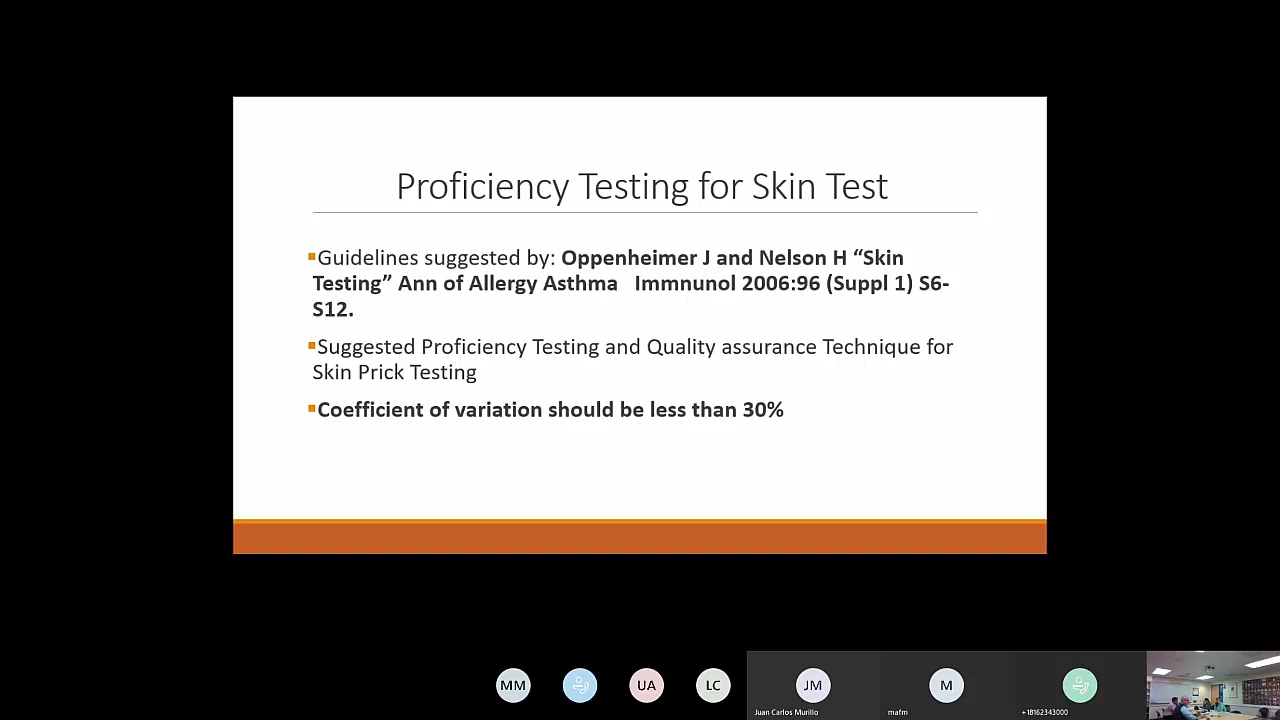 Proficiency Testing for Skin Test
▪Guidelines suggested by: Oppenheimer J and Nelson H “Skin
Testing” Ann of Allergy Asthma   Immnunol 2006:96 (Suppl 1) S6-
S12.
▪Suggested Proficiency Testing and Quality assurance Technique for
Skin Prick Testing
▪Coefficient of variation should be less than 30%
MM
UA
LC
JM
M
Juan Carlos Murillo
mafm
+18162343000